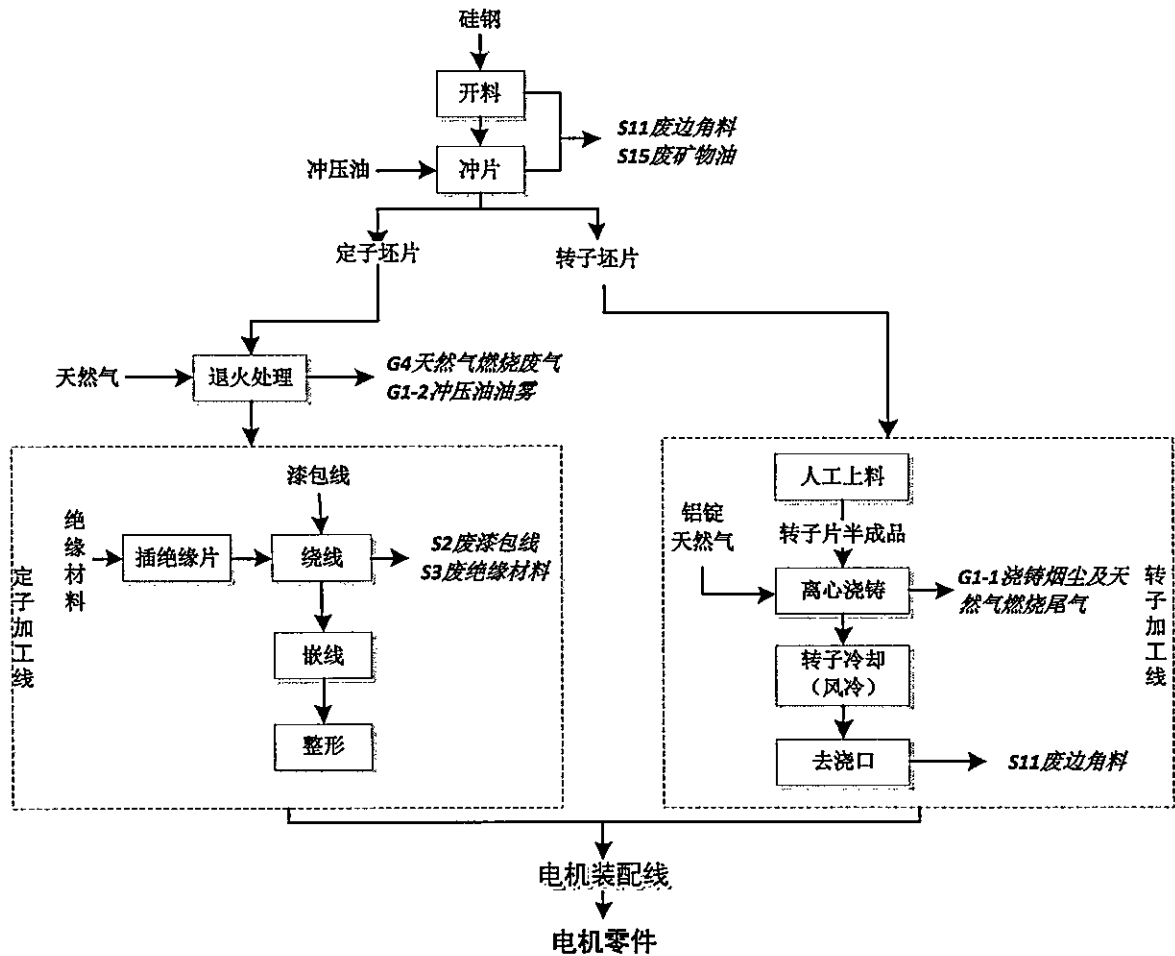 硅钢
开料
S11废边角料
S15废矿物油
冲压油
冲片
定子坯片
转子坯片
天然气
退火处理
G4天然气燃烧废气
G1-2冲压油油雾
定子加工线
漆包线
绝缘材料
插绝缘片
绕线
S2废漆包线
S3废绝缘材料
嵌线
整形
转子加工线
人工上料
铝锭
天然气
转子片半成品
离心浇铸
G1-1浇铸烟尘及天
然气燃烧尾气
转子冷却
（风冷）
去浇口
S11废边角料
电机装配线
电机零件